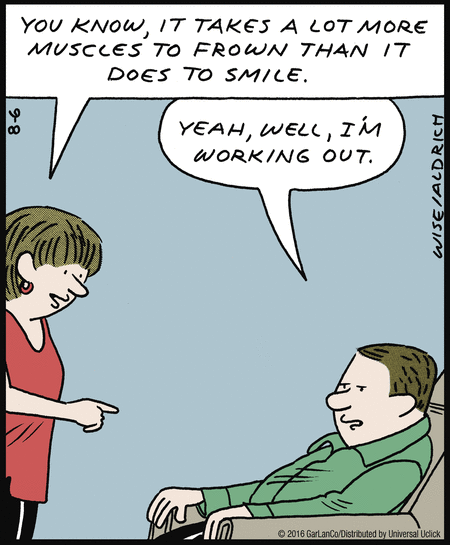 YOU KNOW, IT TAKES A LOT MORE
MUSCLES TO FROWN THAN IT
DOES TO SMILE.
YEAH, WELL, I'M
WORKING OUT.
8-6
WISE/ALDRICH
© 2016 GarLanCo/Distributed by Universal Uclick